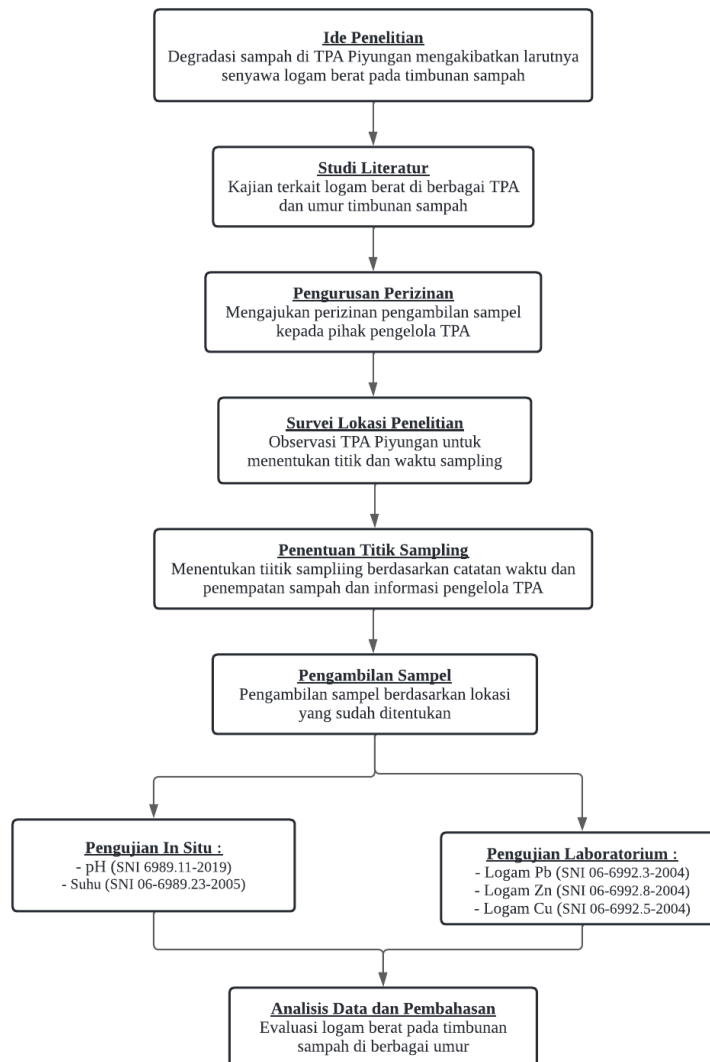 Ide Penelitian
Degradasi sampah di TPA Piyungan mengakibatkan larutnya
senyawa logam berat pada timbunan sampah
Studi Literatur
Kajian terkait logam berat di berbagai TPA
dan umur timbunan sampah
Pengurusan Perizinan
Mengajukan perizinan pengambilan sampel
kepada pihak pengelola TPA
Survei Lokasi Penelitian
Observasi TPA Piyungan untuk
menentukan titik dan waktu sampling
Penentuan Titik Sampling
Menentukan tiitik sampliing berdasarkan catatan waktu dan
penempatan sampah dan informasi pengelola TPA
Pengambilan Sampel
Pengambilan sampel berdasarkan lokasi
yang sudah ditentukan
Pengujian In Situ :
- pH (SNI 6989.11-2019)
- Suhu (SNI 06-6989.23-2005)
Pengujian Laboratorium :
- Logam Pb (SNI 06-6992.3-2004)
- Logam Zn (SNI 06-6992.8-2004)
- Logam Cu (SNI 06-6992.5-2004)
Analisis Data dan Pembahasan
Evaluasi logam berat pada timbunan
sampah di berbagai umur